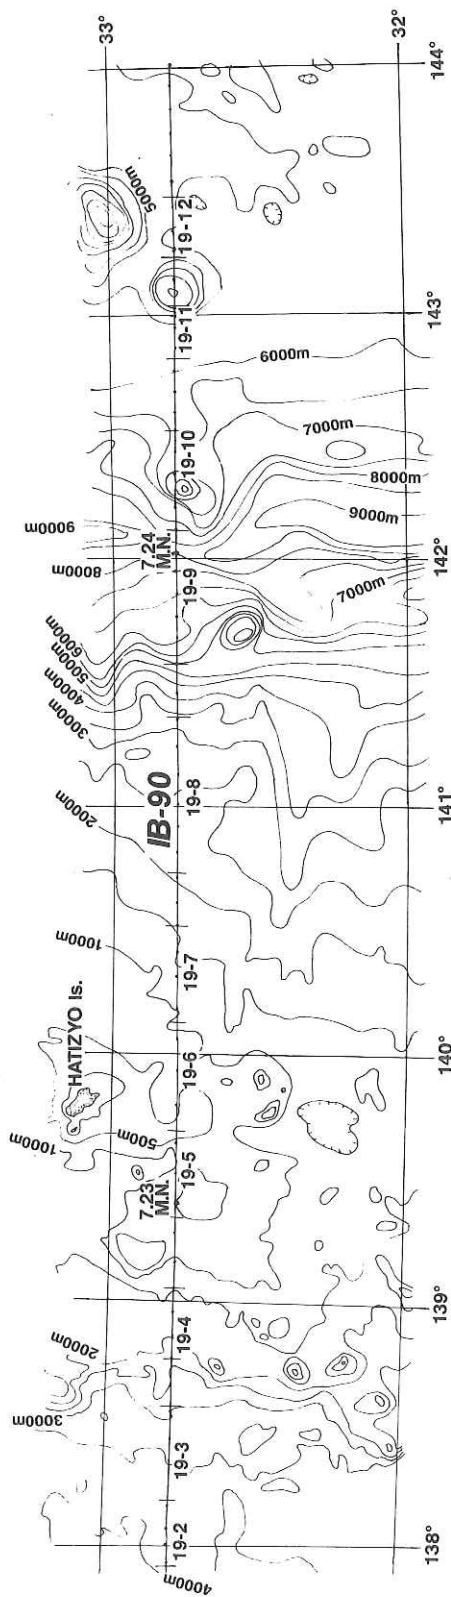 33°
32°
4000m
3000m
2000m
1000m
HATIZYO Is.
500m
1000m
2000m
3000m
4000m
5000m
6000m
8000m
9000m
5000m
7.23
M.N.
IB-90
7.24
M.N.
19-2
19-3
19-4
19-5
19-6
19-7
19-8
19-9
19-10
19-11
19-12
7000m
9000m
8000m
7000m
6000m
138°
139°
140°
141°
142°
143°
144°